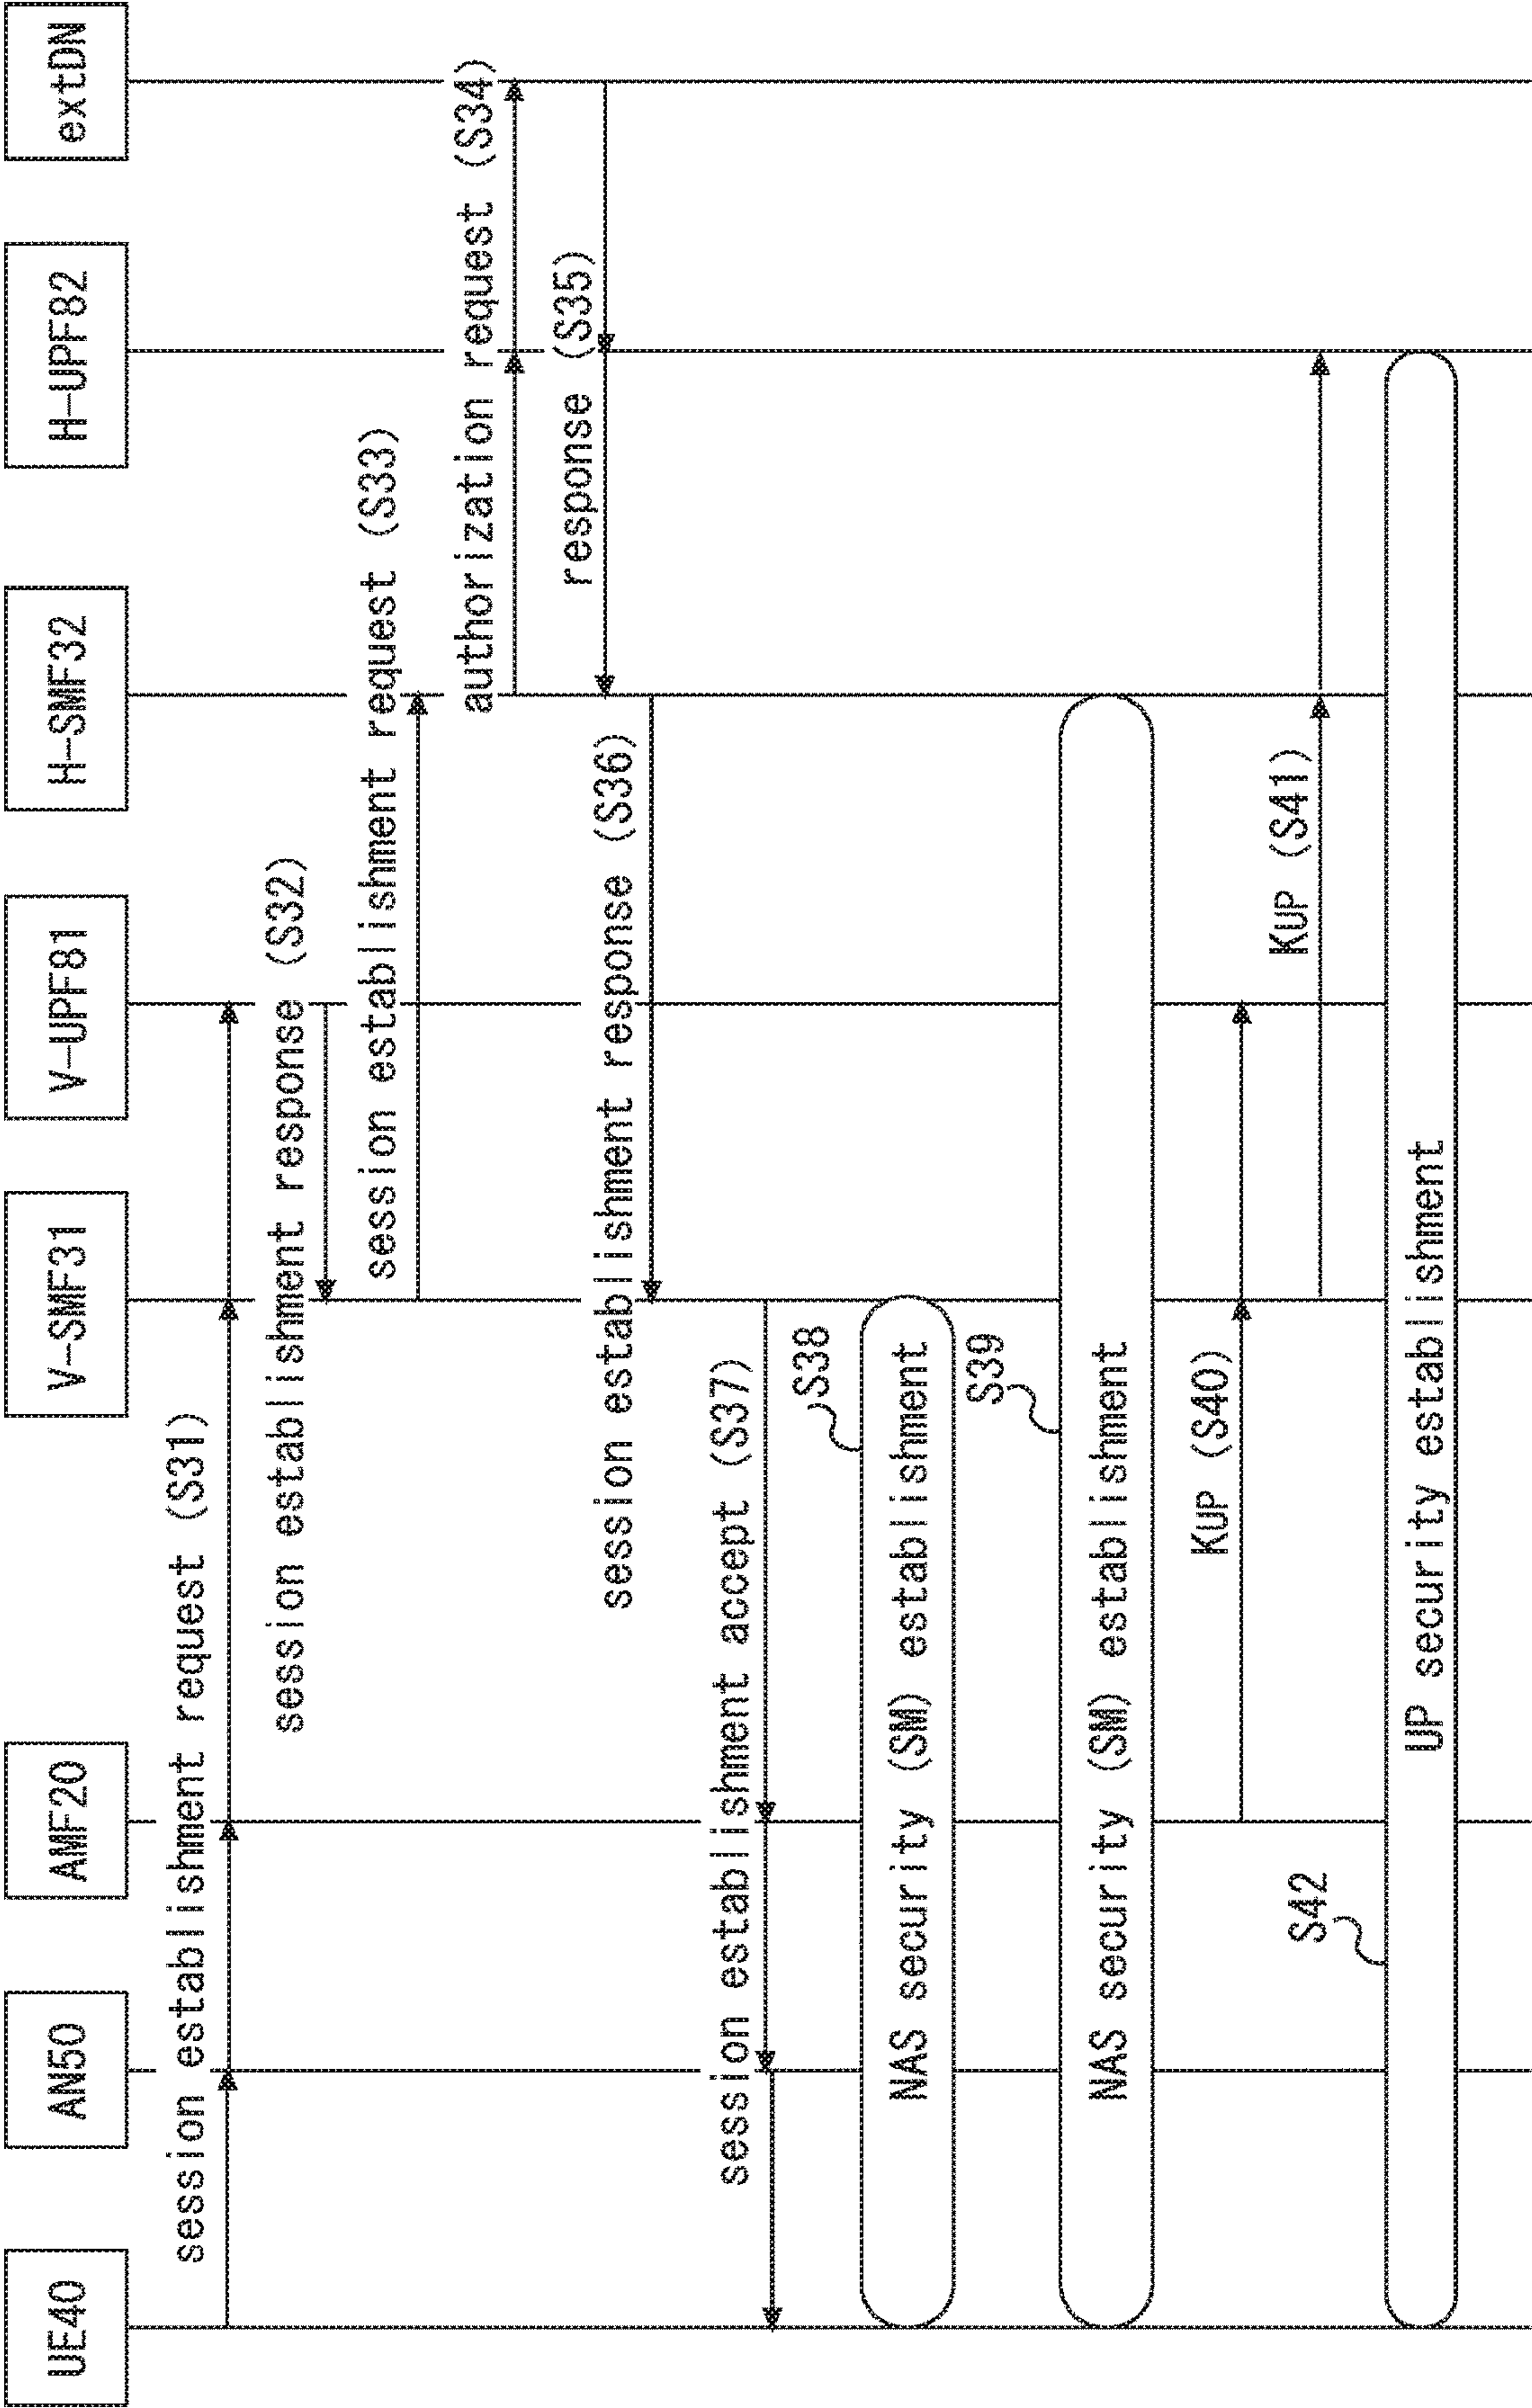 UE40
AN50
AMF20
V-SMF31
V-UPF81
H-SMF32
H-UPF82
extDN
session establishment request (S31)
session establishment response (S32)
session establishment request (S33)
authorization request (S34)
response (S35)
session establishment response (S36)
session establishment accept (S37)
S38
NAS security (SM) establishment
S39
NAS security (SM) establishment
KUP (S40)
KUP (S41)
S42
UP security establishment